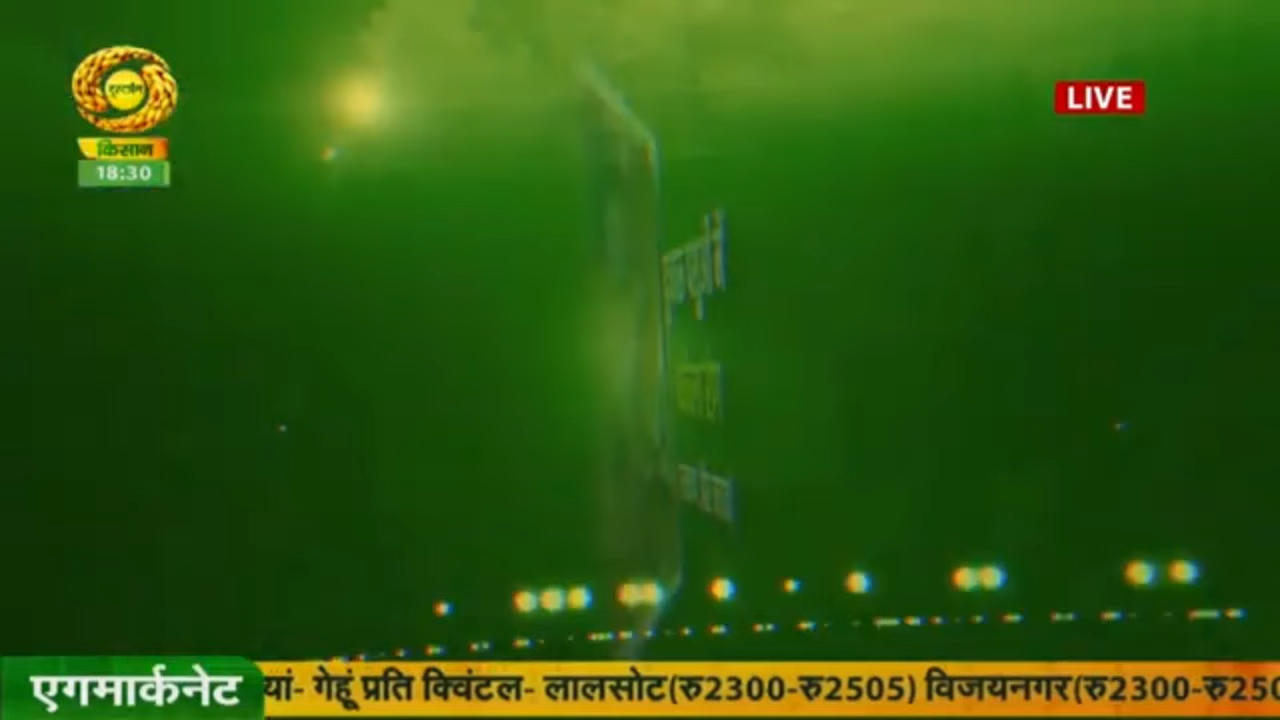 दूरदर्शन
किसान
18:30
LIVE
एगमार्कनेट
यां- गेहूं प्रति क्विंटल- लालसोट(रु2300-रु2505) विजयनगर(रु2300-रु250